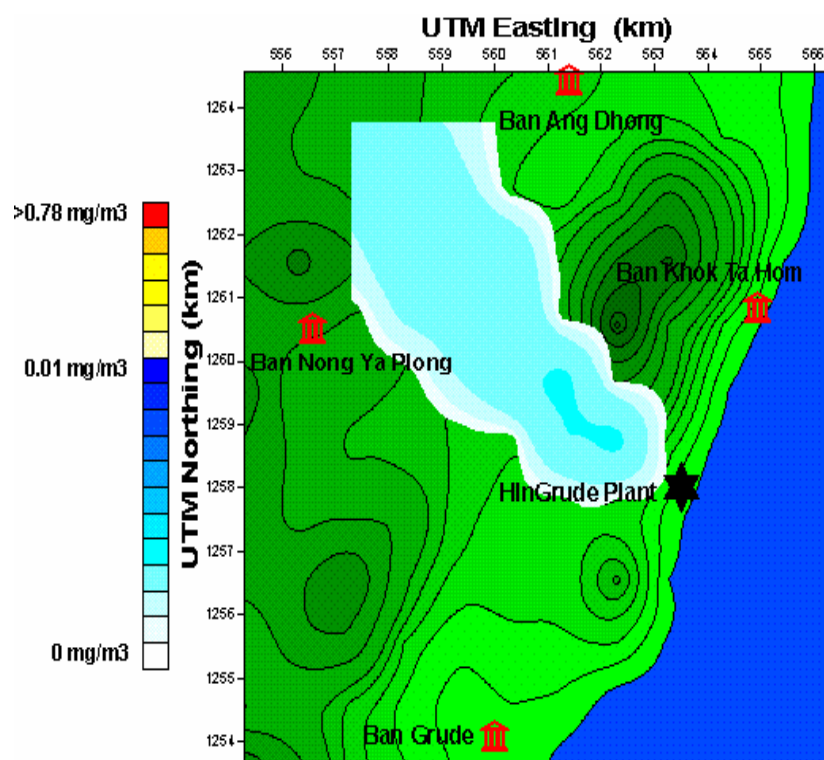 UTM Easting (km)
556 557 558 559 560 561 562 563 564 565 566
1264
Ban Ang Dhong
1263
>0.78 mg/m3
1262
Ban Khok Ta Hom
1261
UTM Northing (km)
0.01 mg/m3
1260
Ban Nong Ya Plong
1259
1258
HinGrude Plant
1257
1256
0 mg/m3
1255
1254
Ban Grude